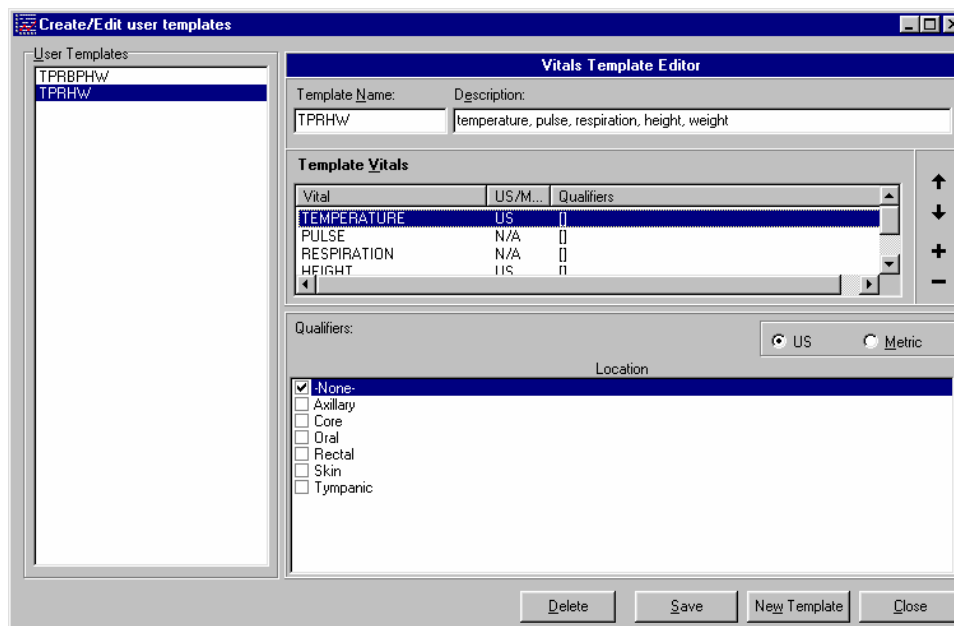 Create/Edit user templates
User Templates
TPRBPHW
TPRHW
Vitals Template Editor
Template Name: Description:
TPRHW temperature, pulse, respiration, height, weight
Template Vitals
Vital US/M... Qualifiers
TEMPERATURE US []
PULSE N/A []
RESPIRATION N/A []
HEIGHT US []
Qualifiers:
US Metric
Location
-None-
Axillary
Core
Oral
Rectal
Skin
Tympanic
Delete Save New Template Close